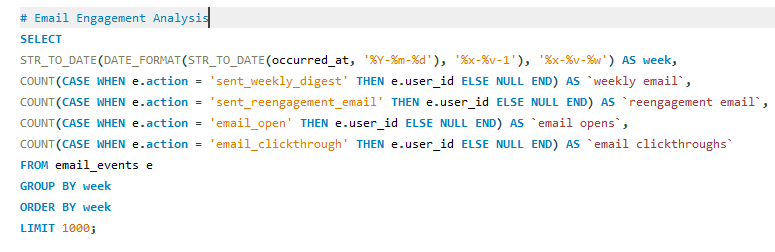 # Email Engagement Analysis
SELECT
STR_TO_DATE(DATE_FORMAT(STR_TO_DATE(occurred_at, '%Y-%m-%d'), '%x-%v-1'), '%x-%v-%w') AS week,
COUNT(CASE WHEN e.action = 'sent_weekly_digest' THEN e.user_id ELSE NULL END) AS `weekly email`,
COUNT(CASE WHEN e.action = 'sent_reengagement_email' THEN e.user_id ELSE NULL END) AS `reengagement email`,
COUNT(CASE WHEN e.action = 'email_open' THEN e.user_id ELSE NULL END) AS `email opens`,
COUNT(CASE WHEN e.action = 'email_clickthrough' THEN e.user_id ELSE NULL END) AS `email clickthroughs`
FROM email_events e
GROUP BY week
ORDER BY week
LIMIT 1000;